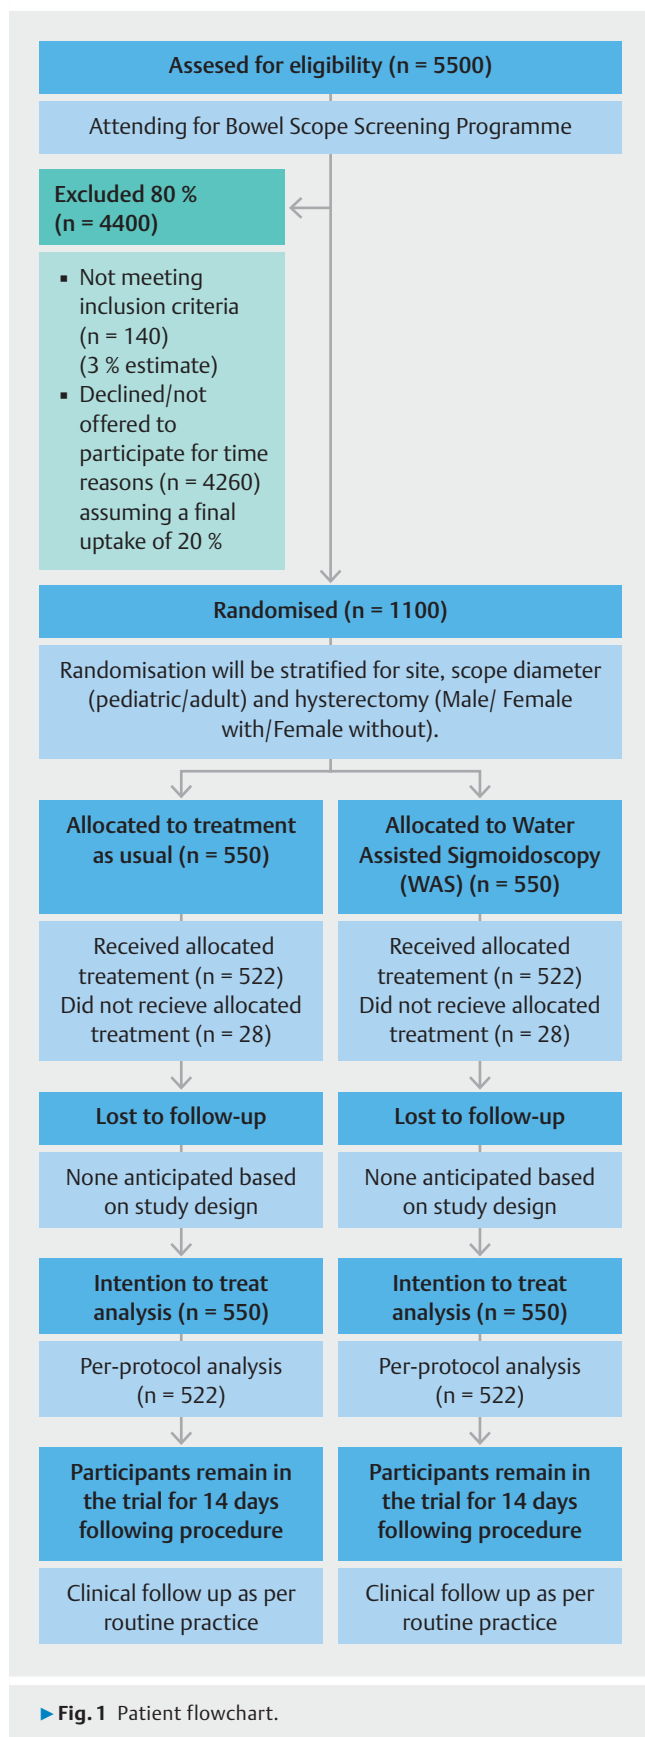 Assesed for eligibility (n = 5500)
Attending for Bowel Scope Screening Programme
Excluded 80 %
(n = 4400)
▪ Not meeting
inclusion criteria
(n = 140)
(3 % estimate)
▪ Declined/not
offered to
participate for time
reasons (n = 4260)
assuming a final
uptake of 20 %
Randomised (n = 1100)
Randomisation will be stratified for site, scope diameter
(pediatric/adult) and hysterectomy (Male/ Female
with/Female without).
Allocated to treatment
as usual (n = 550)
Received allocated
treatement (n = 522)
Did not recieve allocated
treatment (n = 28)
Lost to follow-up
None anticipated based
on study design
Intention to treat
analysis (n = 550)
Per-protocol analysis
(n = 522)
Participants remain in
the trial for 14 days
following procedure
Clinical follow up as per
routine practice
Allocated to Water
Assisted Sigmoidoscopy
(WAS) (n = 550)
Received allocated
treatement (n = 522)
Did not recieve allocated
treatment (n = 28)
Lost to follow-up
None anticipated based
on study design
Intention to treat
analysis (n = 550)
Per-protocol analysis
(n = 522)
Participants remain in
the trial for 14 days
following procedure
Clinical follow up as per
routine practice
▶ Fig. 1 Patient flowchart.